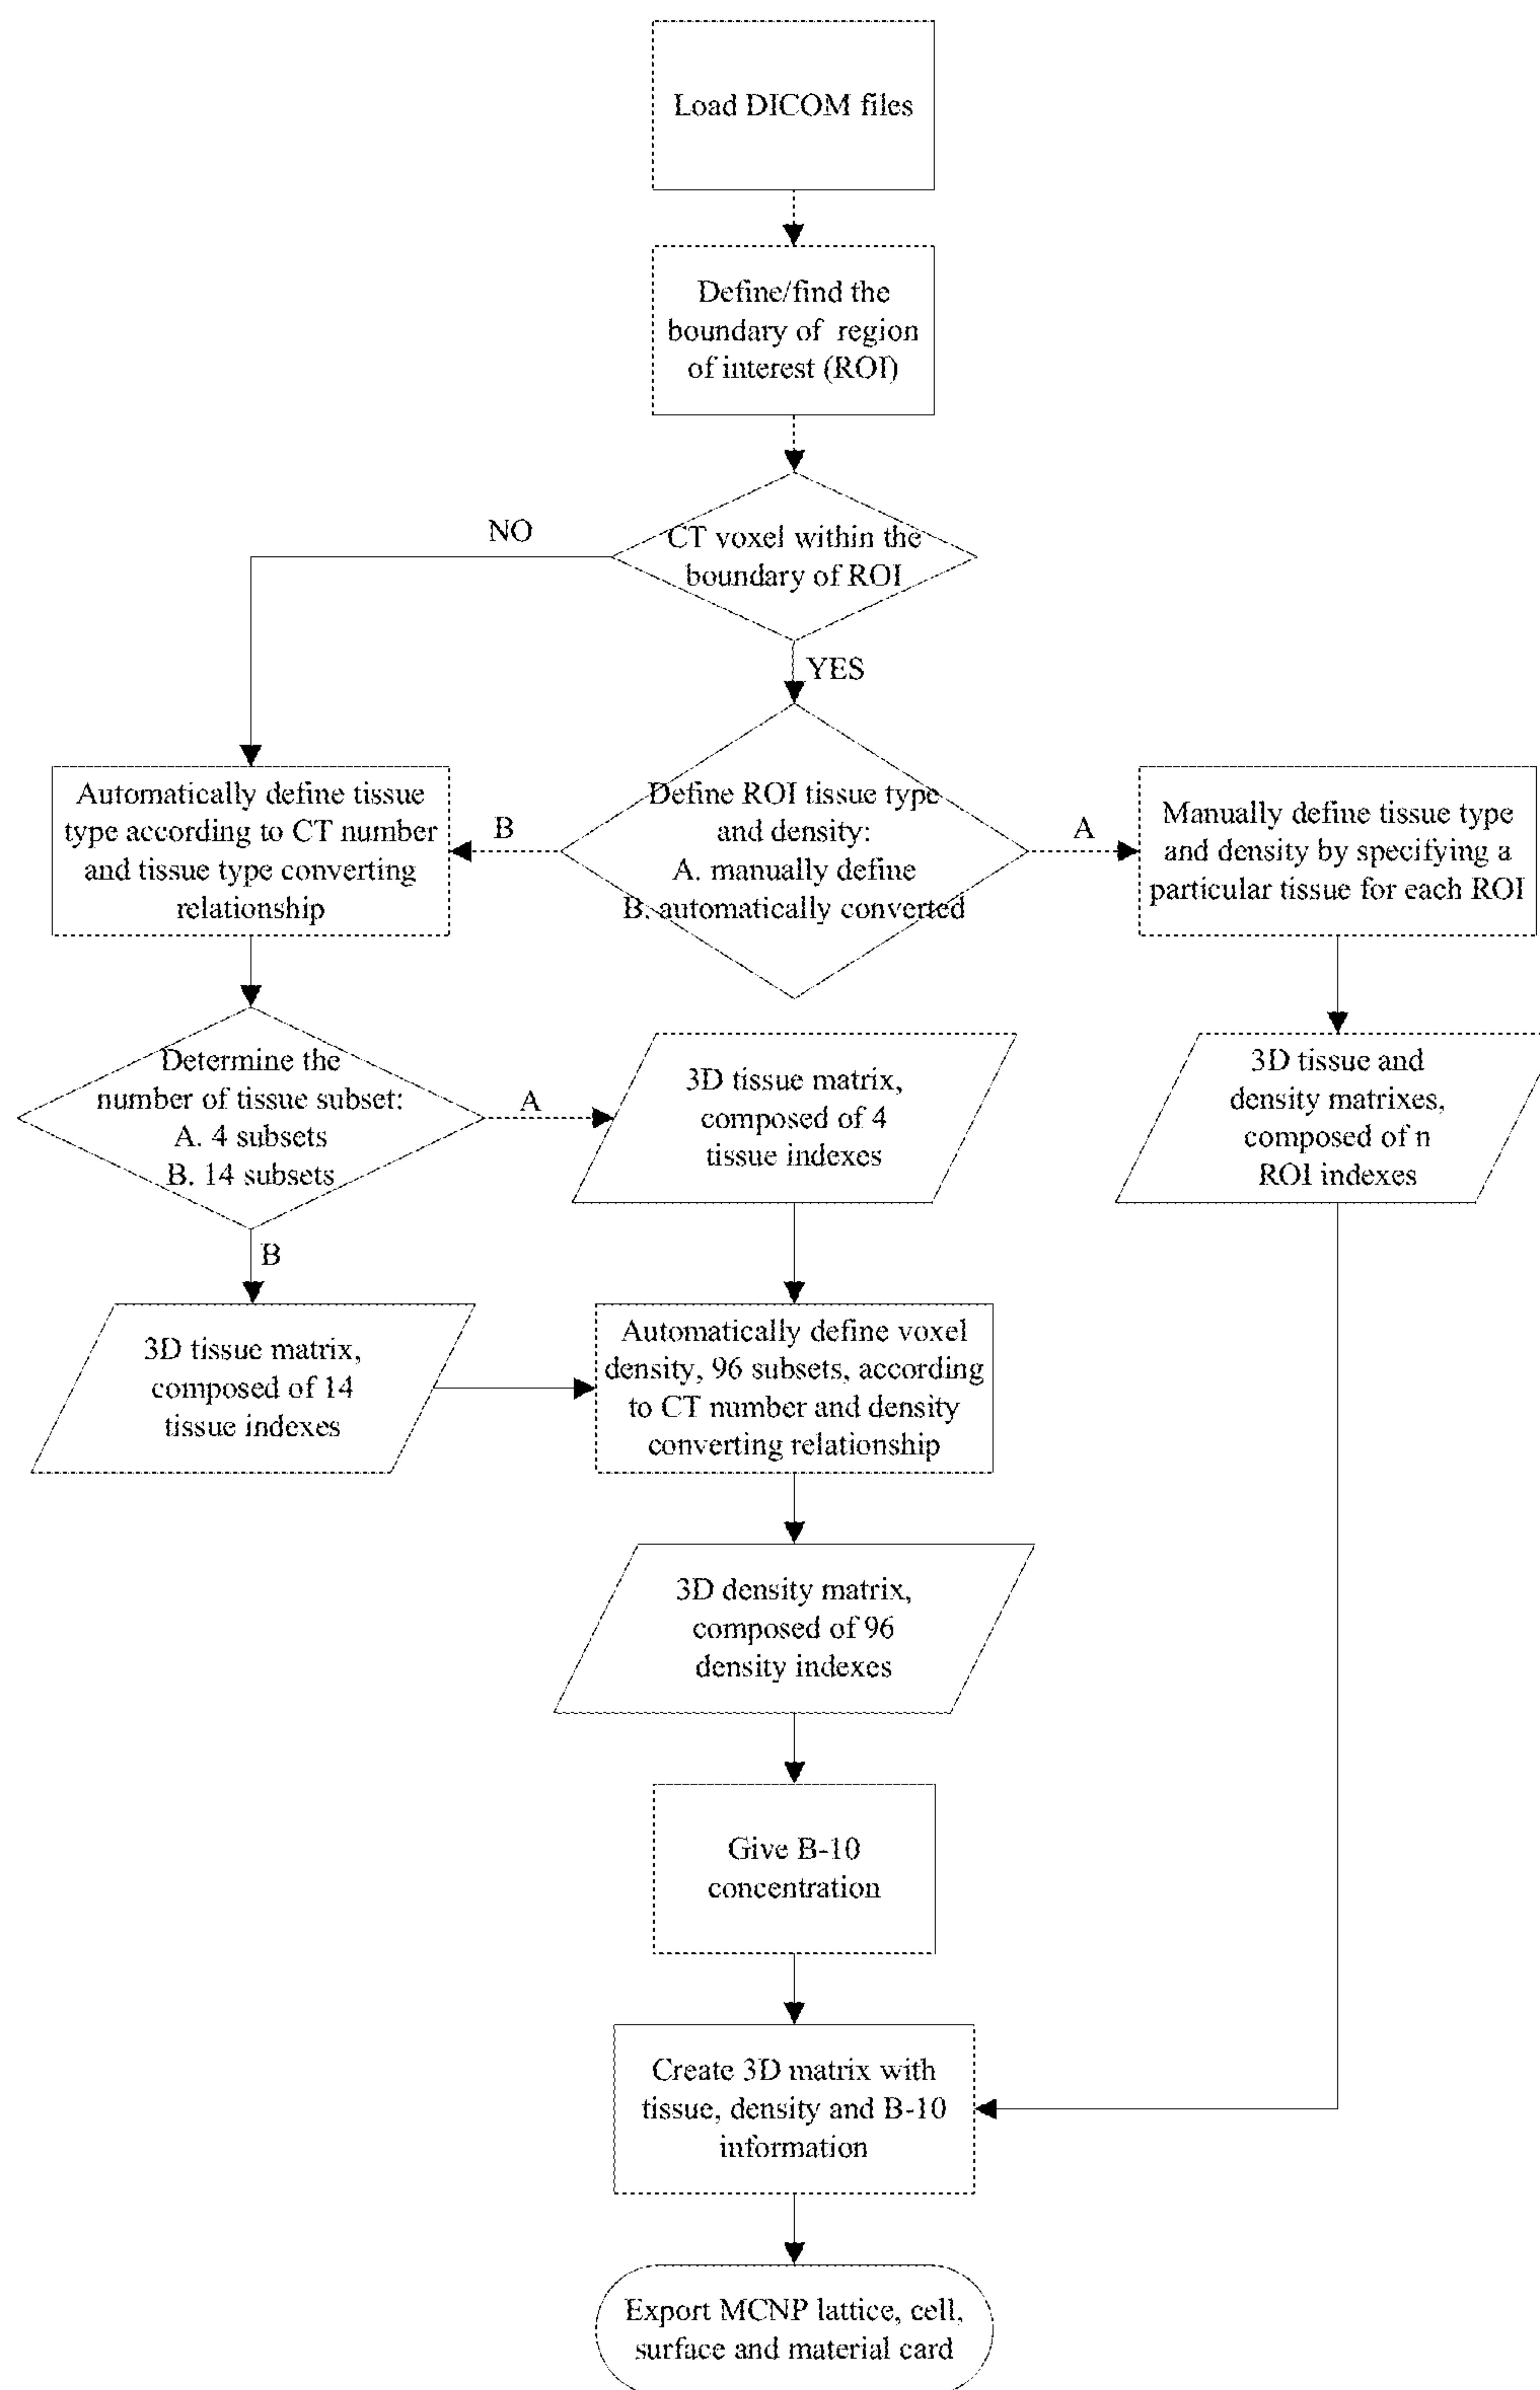 Load DICOM files
Define/find the
boundary of region
of interest (ROI)
CT voxel within the
boundary of ROI
NO
YES
Automatically define tissue
type according to CT number
and tissue type converting
relationship
B
Define ROI tissue type
and density:
A. manually define
B. automatically converted
A
Manually define tissue type
and density by specifying a
particular tissue for each ROI
Determine the
number of tissue subset:
A. 4 subsets
B. 14 subsets
A
3D tissue matrix,
composed of 4
tissue indexes
3D tissue and
density matrixes,
composed of n
ROI indexes
B
3D tissue matrix,
composed of 14
tissue indexes
Automatically define voxel
density, 96 subsets, according
to CT number and density
converting relationship
3D density matrix,
composed of 96
density indexes
Give B-10
concentration
Create 3D matrix with
tissue, density and B-10
information
Export MCNP lattice, cell,
surface and material card